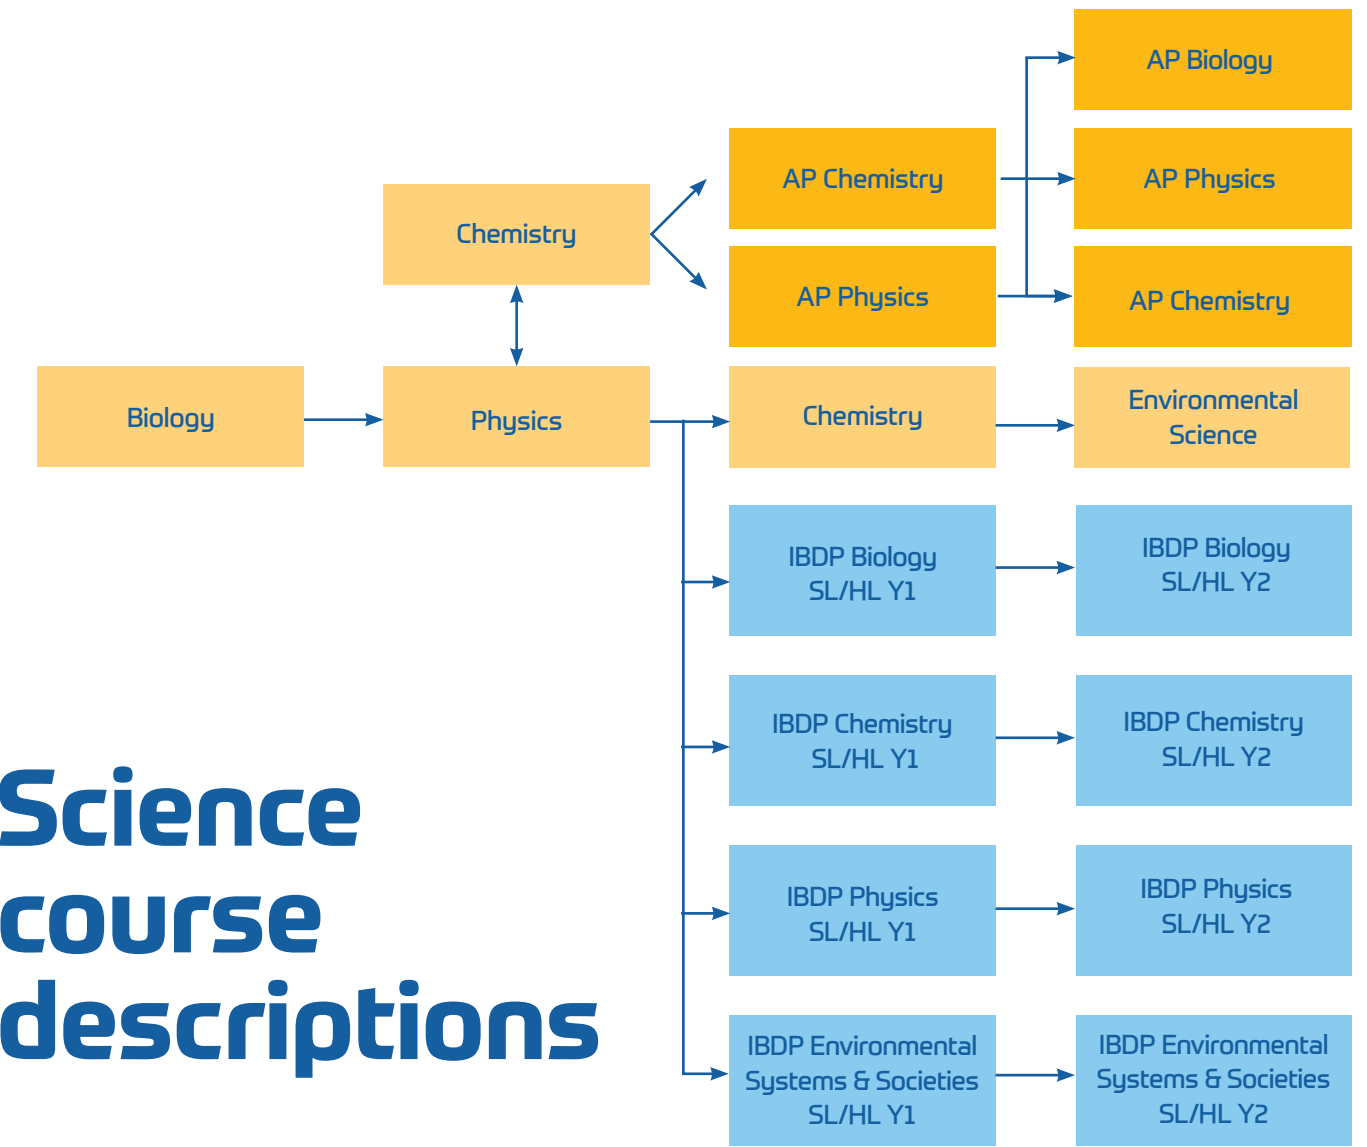 AP Biology
AP Chemistry
AP Physics
Chemistry
AP Physics
AP Chemistry
Biology
Physics
Chemistry
Environmental
Science
IBDP Biology
SL/HL Y1
IBDP Biology
SL/HL Y2
IBDP Chemistry
SL/HL Y1
IBDP Chemistry
SL/HL Y2
IBDP Physics
SL/HL Y1
IBDP Physics
SL/HL Y2
IBDP Environmental
Systems & Societies
SL/HL Y1
IBDP Environmental
Systems & Societies
SL/HL Y2
Science
course
descriptions